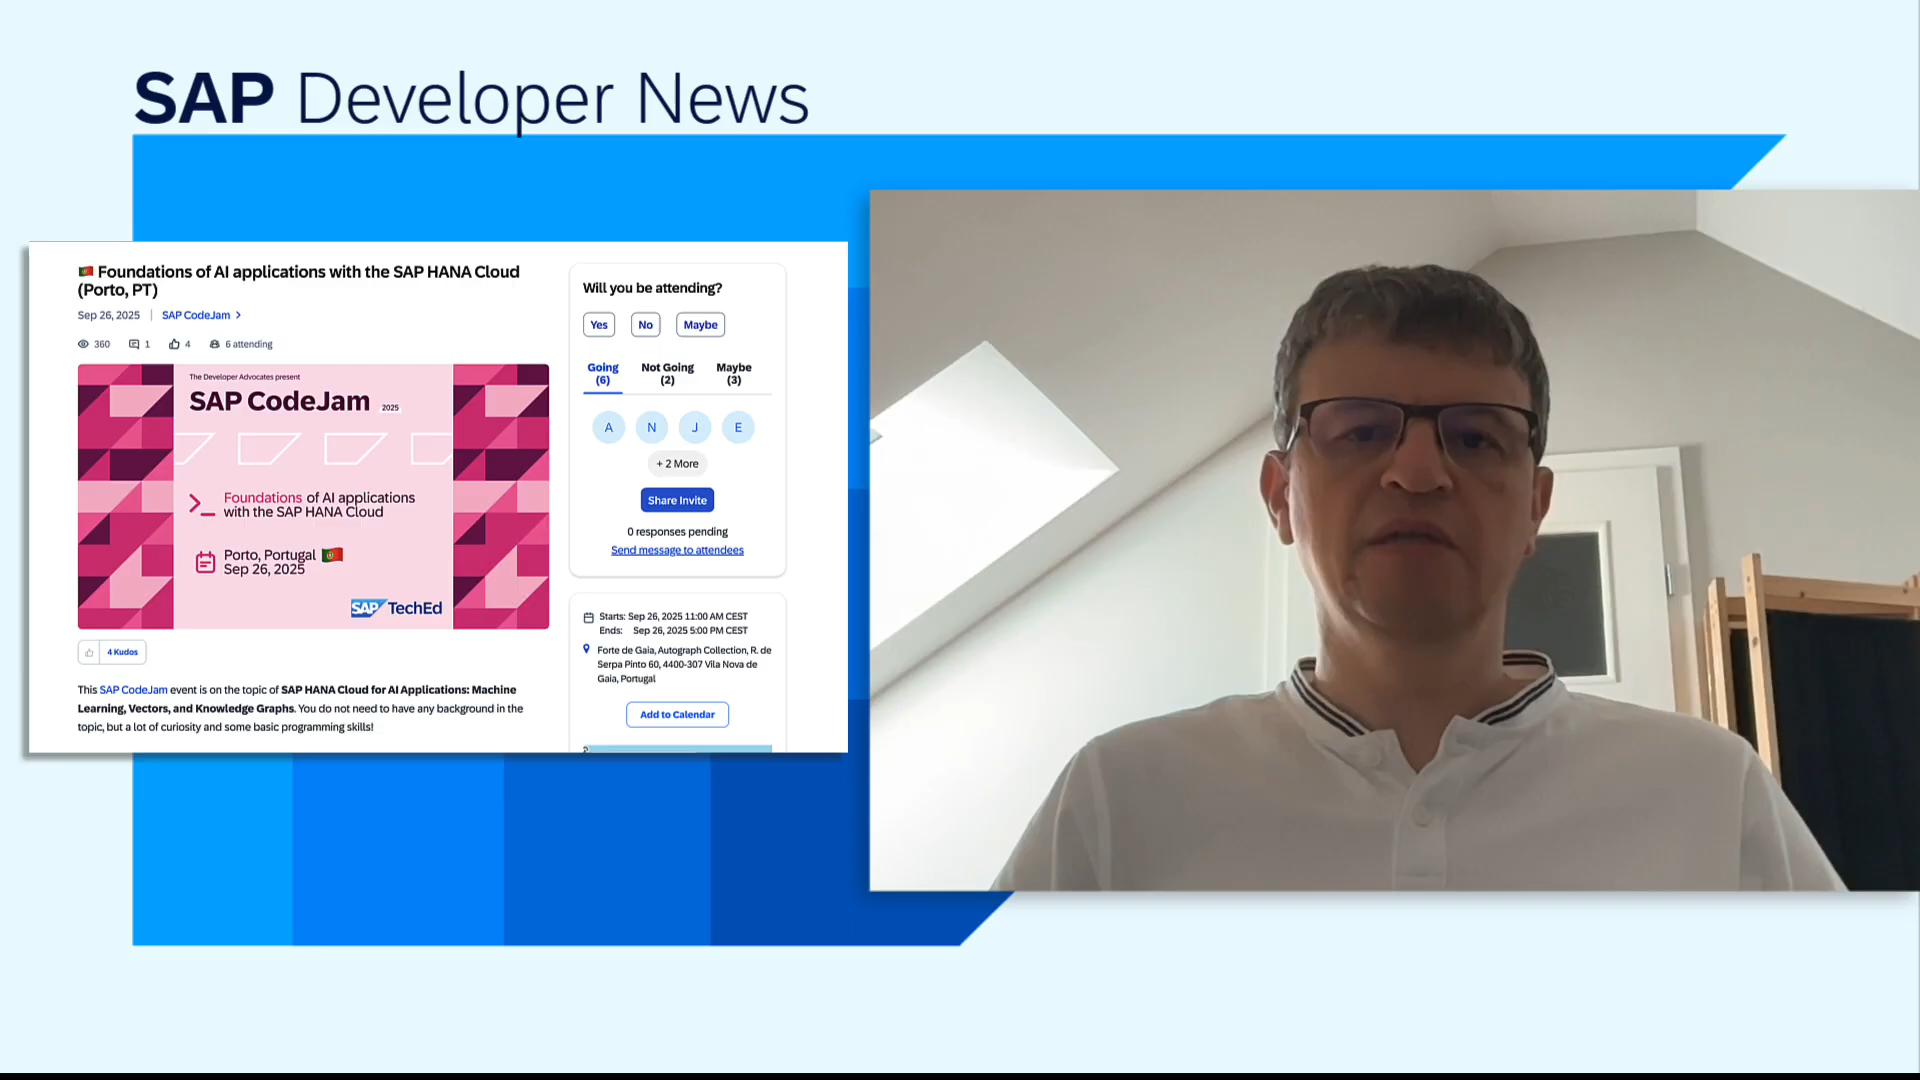 SAP Developer News
🇵🇹 Foundations of AI applications with the SAP HANA Cloud
(Porto, PT)
Sep 26, 2025 | SAP CodeJam >
360 1 4 6 attending
The Developer Advocates present
SAP CodeJam 2025
Foundations of AI applications
with the SAP HANA Cloud
Porto, Portugal 🇵🇹
Sep 26, 2025
SAP TechEd
4 Kudos
This SAP CodeJam event is on the topic of SAP HANA Cloud for AI Applications: Machine
Learning, Vectors, and Knowledge Graphs. You do not need to have any background in the
topic, but a lot of curiosity and some basic programming skills!
Will you be attending?
Yes No Maybe
Going Not Going Maybe
(6) (2) (3)
A N J E
+ 2 More
Share Invite
0 responses pending
Send message to attendees
Starts: Sep 26, 2025 11:00 AM CEST
Ends: Sep 26, 2025 5:00 PM CEST
Forte de Gaia, Autograph Collection, R. de
Serpa Pinto 60, 4400-307 Vila Nova de
Gaia, Portugal
Add to Calendar